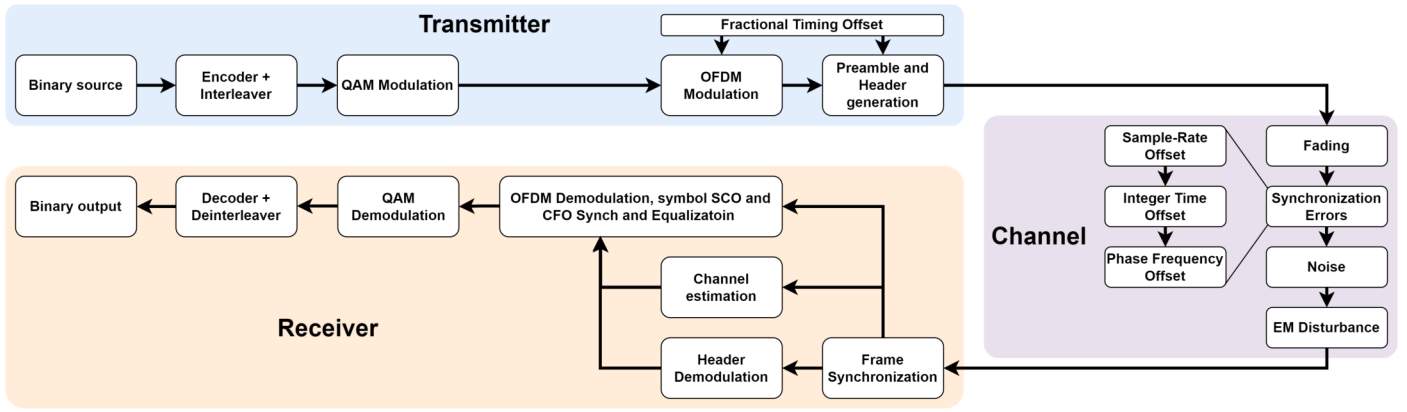 Transmitter
Fractional Timing Offset
Binary source
Encoder +
Interleaver
QAM Modulation
OFDM
Modulation
Preamble and
Header
generation
Channel
Sample-Rate
Offset
Integer Time
Offset
Phase Frequency
Offset
Fading
Synchronization
Errors
Noise
EM Disturbance
Binary output
Decoder +
Deinterleaver
QAM
Demodulation
OFDM Demodulation, symbol SCO and
CFO Synch and Equalizatoin
Channel
estimation
Receiver
Header
Demodulation
Frame
Synchronization